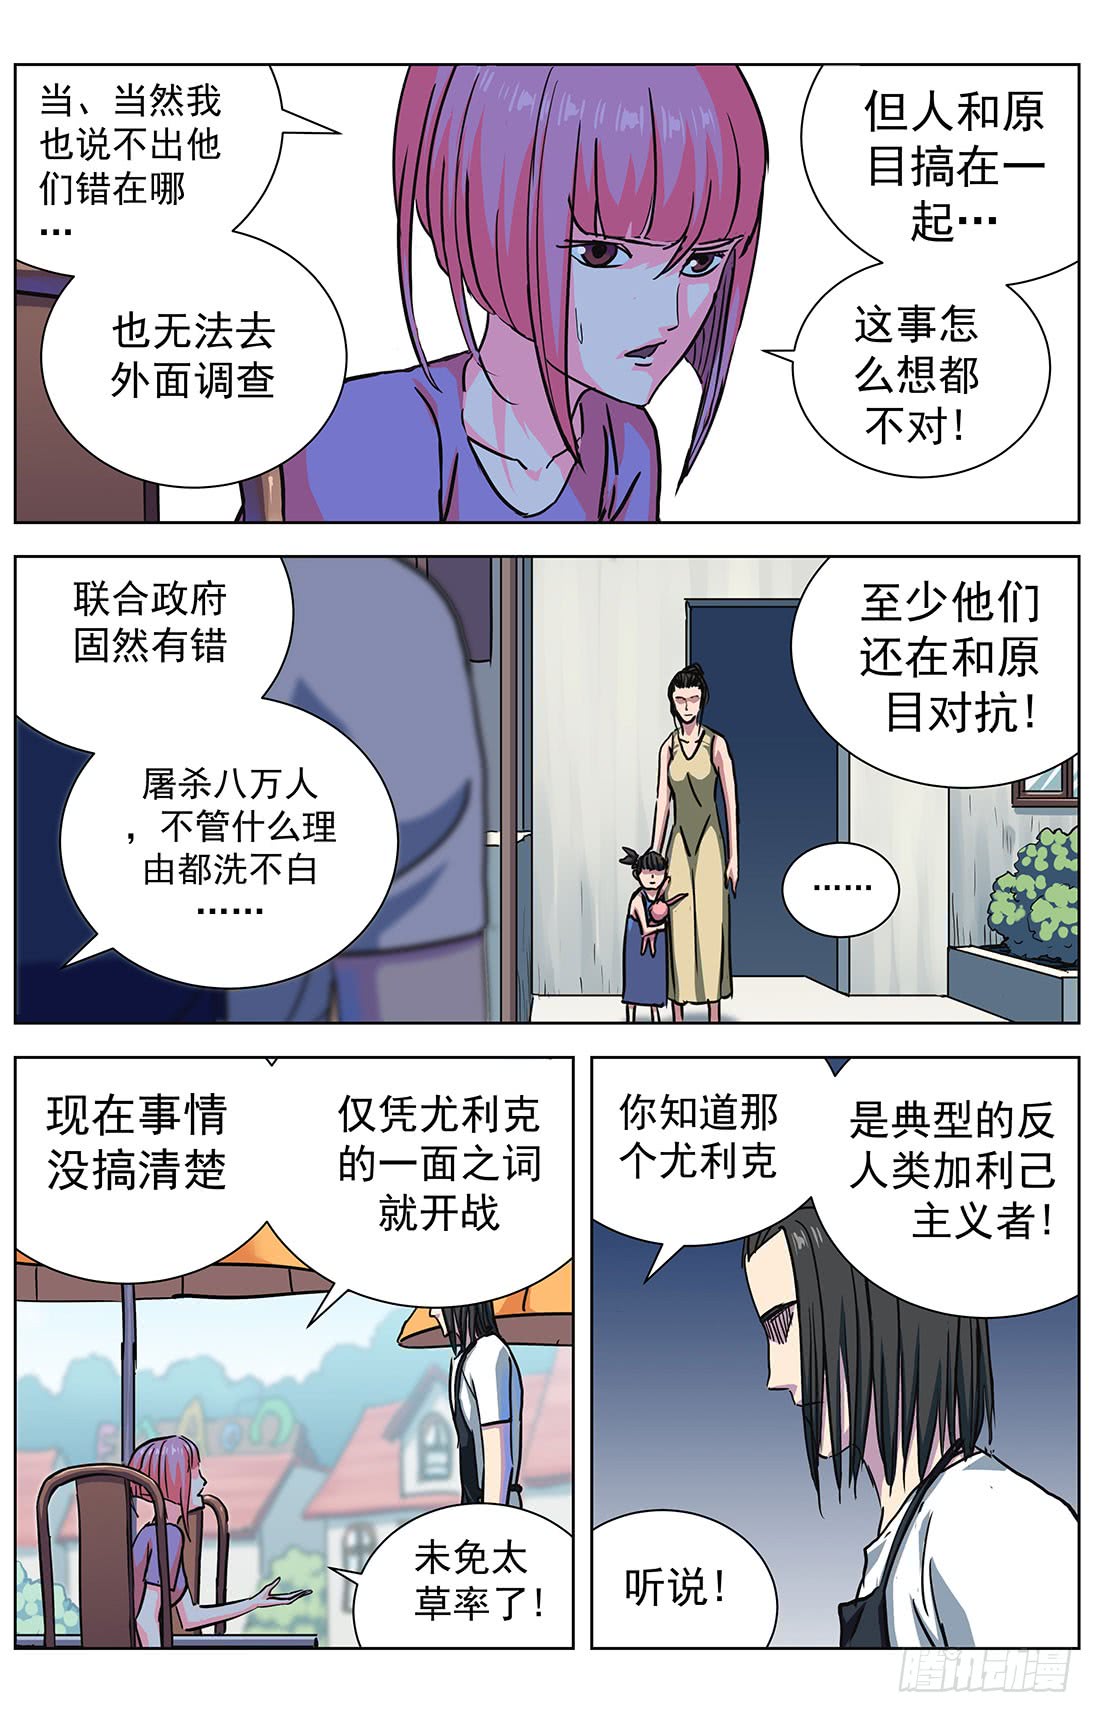 当、当然我
也说不出他
们错在哪
…
也无法去
外面调查
但人和原
目搞在一
起…
这事怎
么想都
不对!
联合政府
固然有错
屠杀八万人
，不管什么理
由都洗不白
……
至少他们
还在和原
目对抗!
……
现在事情
没搞清楚
仅凭尤利克
的一面之词
就开战
未免太
草率了!
你知道那
个尤利克
是典型的反
人类加利己
主义者!
听说!
腾讯动漫